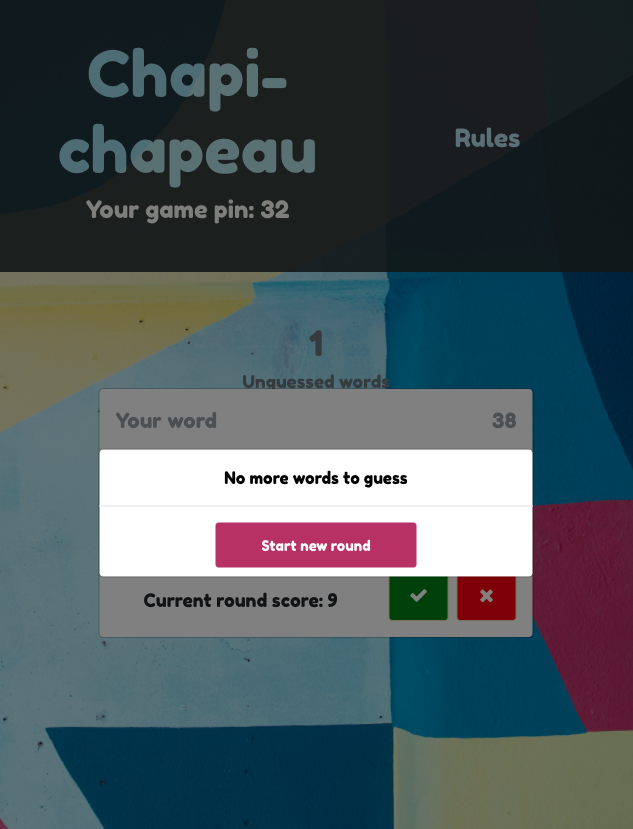 Chapi-
chapeau
Your game pin: 32
Rules
1
Unguessed words
Your word 38
No more words to guess
Start new round
Current round score: 9